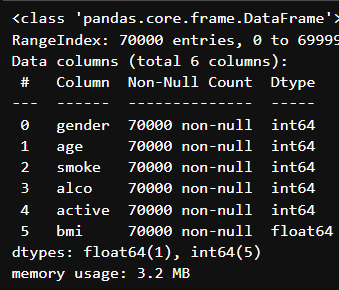 <class 'pandas.core.frame.DataFrame'>
RangeIndex: 70000 entries, 0 to 69999
Data columns (total 6 columns):
 #   Column  Non-Null Count  Dtype
---  ------  --------------  -----
 0   gender  70000 non-null  int64
 1   age     70000 non-null  int64
 2   smoke   70000 non-null  int64
 3   alco    70000 non-null  int64
 4   active  70000 non-null  int64
 5   bmi     70000 non-null  float64
dtypes: float64(1), int64(5)
memory usage: 3.2 MB